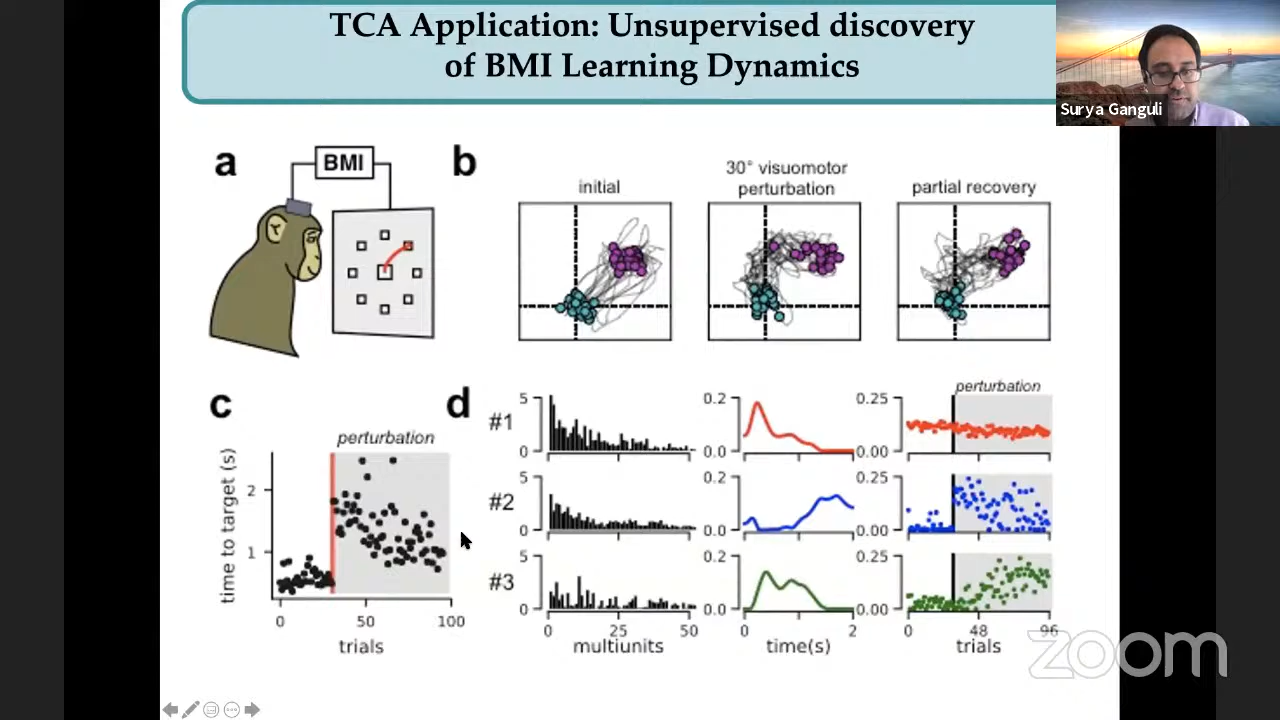 TCA Application: Unsupervised discovery
of BMI Learning Dynamics
Surya Ganguli
a
BMI
b
initial
30° visuomotor
perturbation
partial recovery
c
perturbation
time to target (s)
2
1
0
50
100
trials
d
perturbation
#1
5
0
0.2
0.0
0.25
0.00
#2
5
0
0.2
0.0
0.25
0.00
#3
5
0
0.2
0.0
0.25
0.00
0
25
50
multiunits
0
2
time(s)
0
48
96
trials
zoom